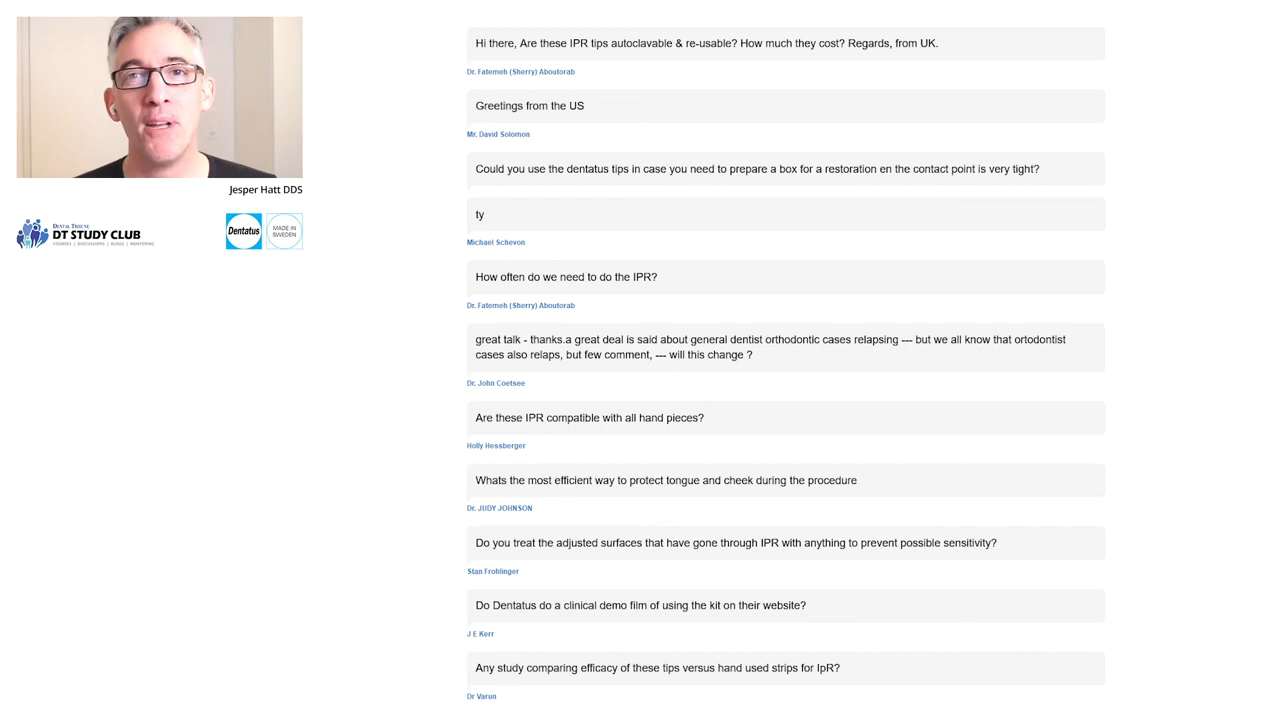 Jesper Hatt DDS
DENTAL TRIBUNE
DT STUDY CLUB
COURSES | DISCUSSIONS | BLOGS | MENTORING
Dentatus
MADE IN
SWEDEN
Hi there, Are these IPR tips autoclavable & re-usable? How much they cost? Regards, from UK.
Dr. Fatemeh (Sherry) Aboutorab
Greetings from the US
Mr. David Solomon
Could you use the dentatus tips in case you need to prepare a box for a restoration en the contact point is very tight?
ty
Michael Schevon
How often do we need to do the IPR?
Dr. Fatemeh (Sherry) Aboutorab
great talk - thanks.a great deal is said about general dentist orthodontic cases relapsing --- but we all know that ortodontist
cases also relaps, but few comment, --- will this change ?
Dr. John Coetsee
Are these IPR compatible with all hand pieces?
Holly Hessberger
Whats the most efficient way to protect tongue and cheek during the procedure
Dr. JUDY JOHNSON
Do you treat the adjusted surfaces that have gone through IPR with anything to prevent possible sensitivity?
Stan Frohlinger
Do Dentatus do a clinical demo film of using the kit on their website?
J E Kerr
Any study comparing efficacy of these tips versus hand used strips for IpR?
Dr Varun